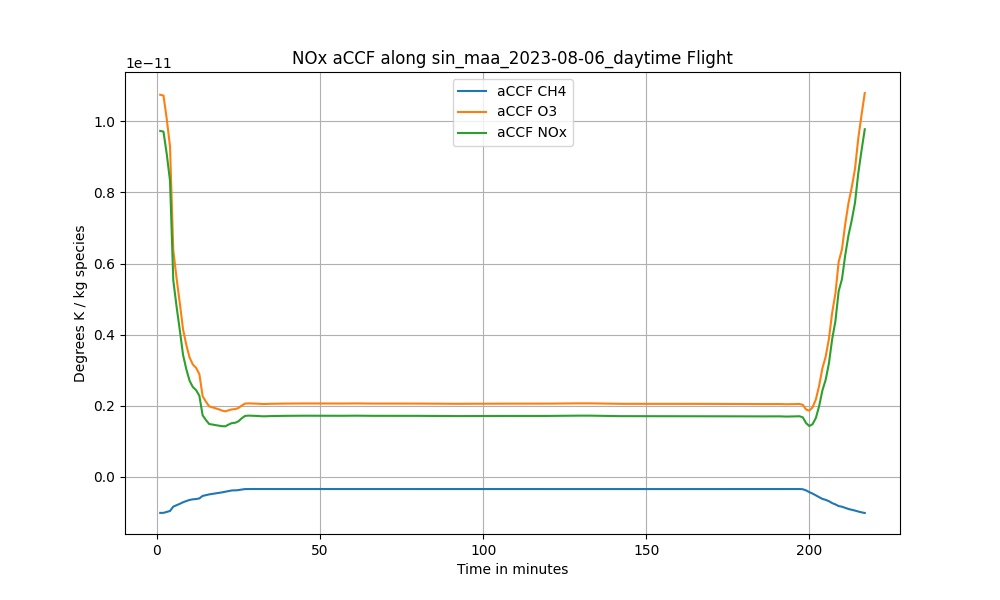 NOx aCCF along sin_maa_2023-08-06_daytime Flight
1e−11
aCCF CH4
aCCF O3
aCCF NOx
1.0
0.8
0.6
0.4
0.2
0.0
Degrees K / kg species
0
50
100
150
200
Time in minutes